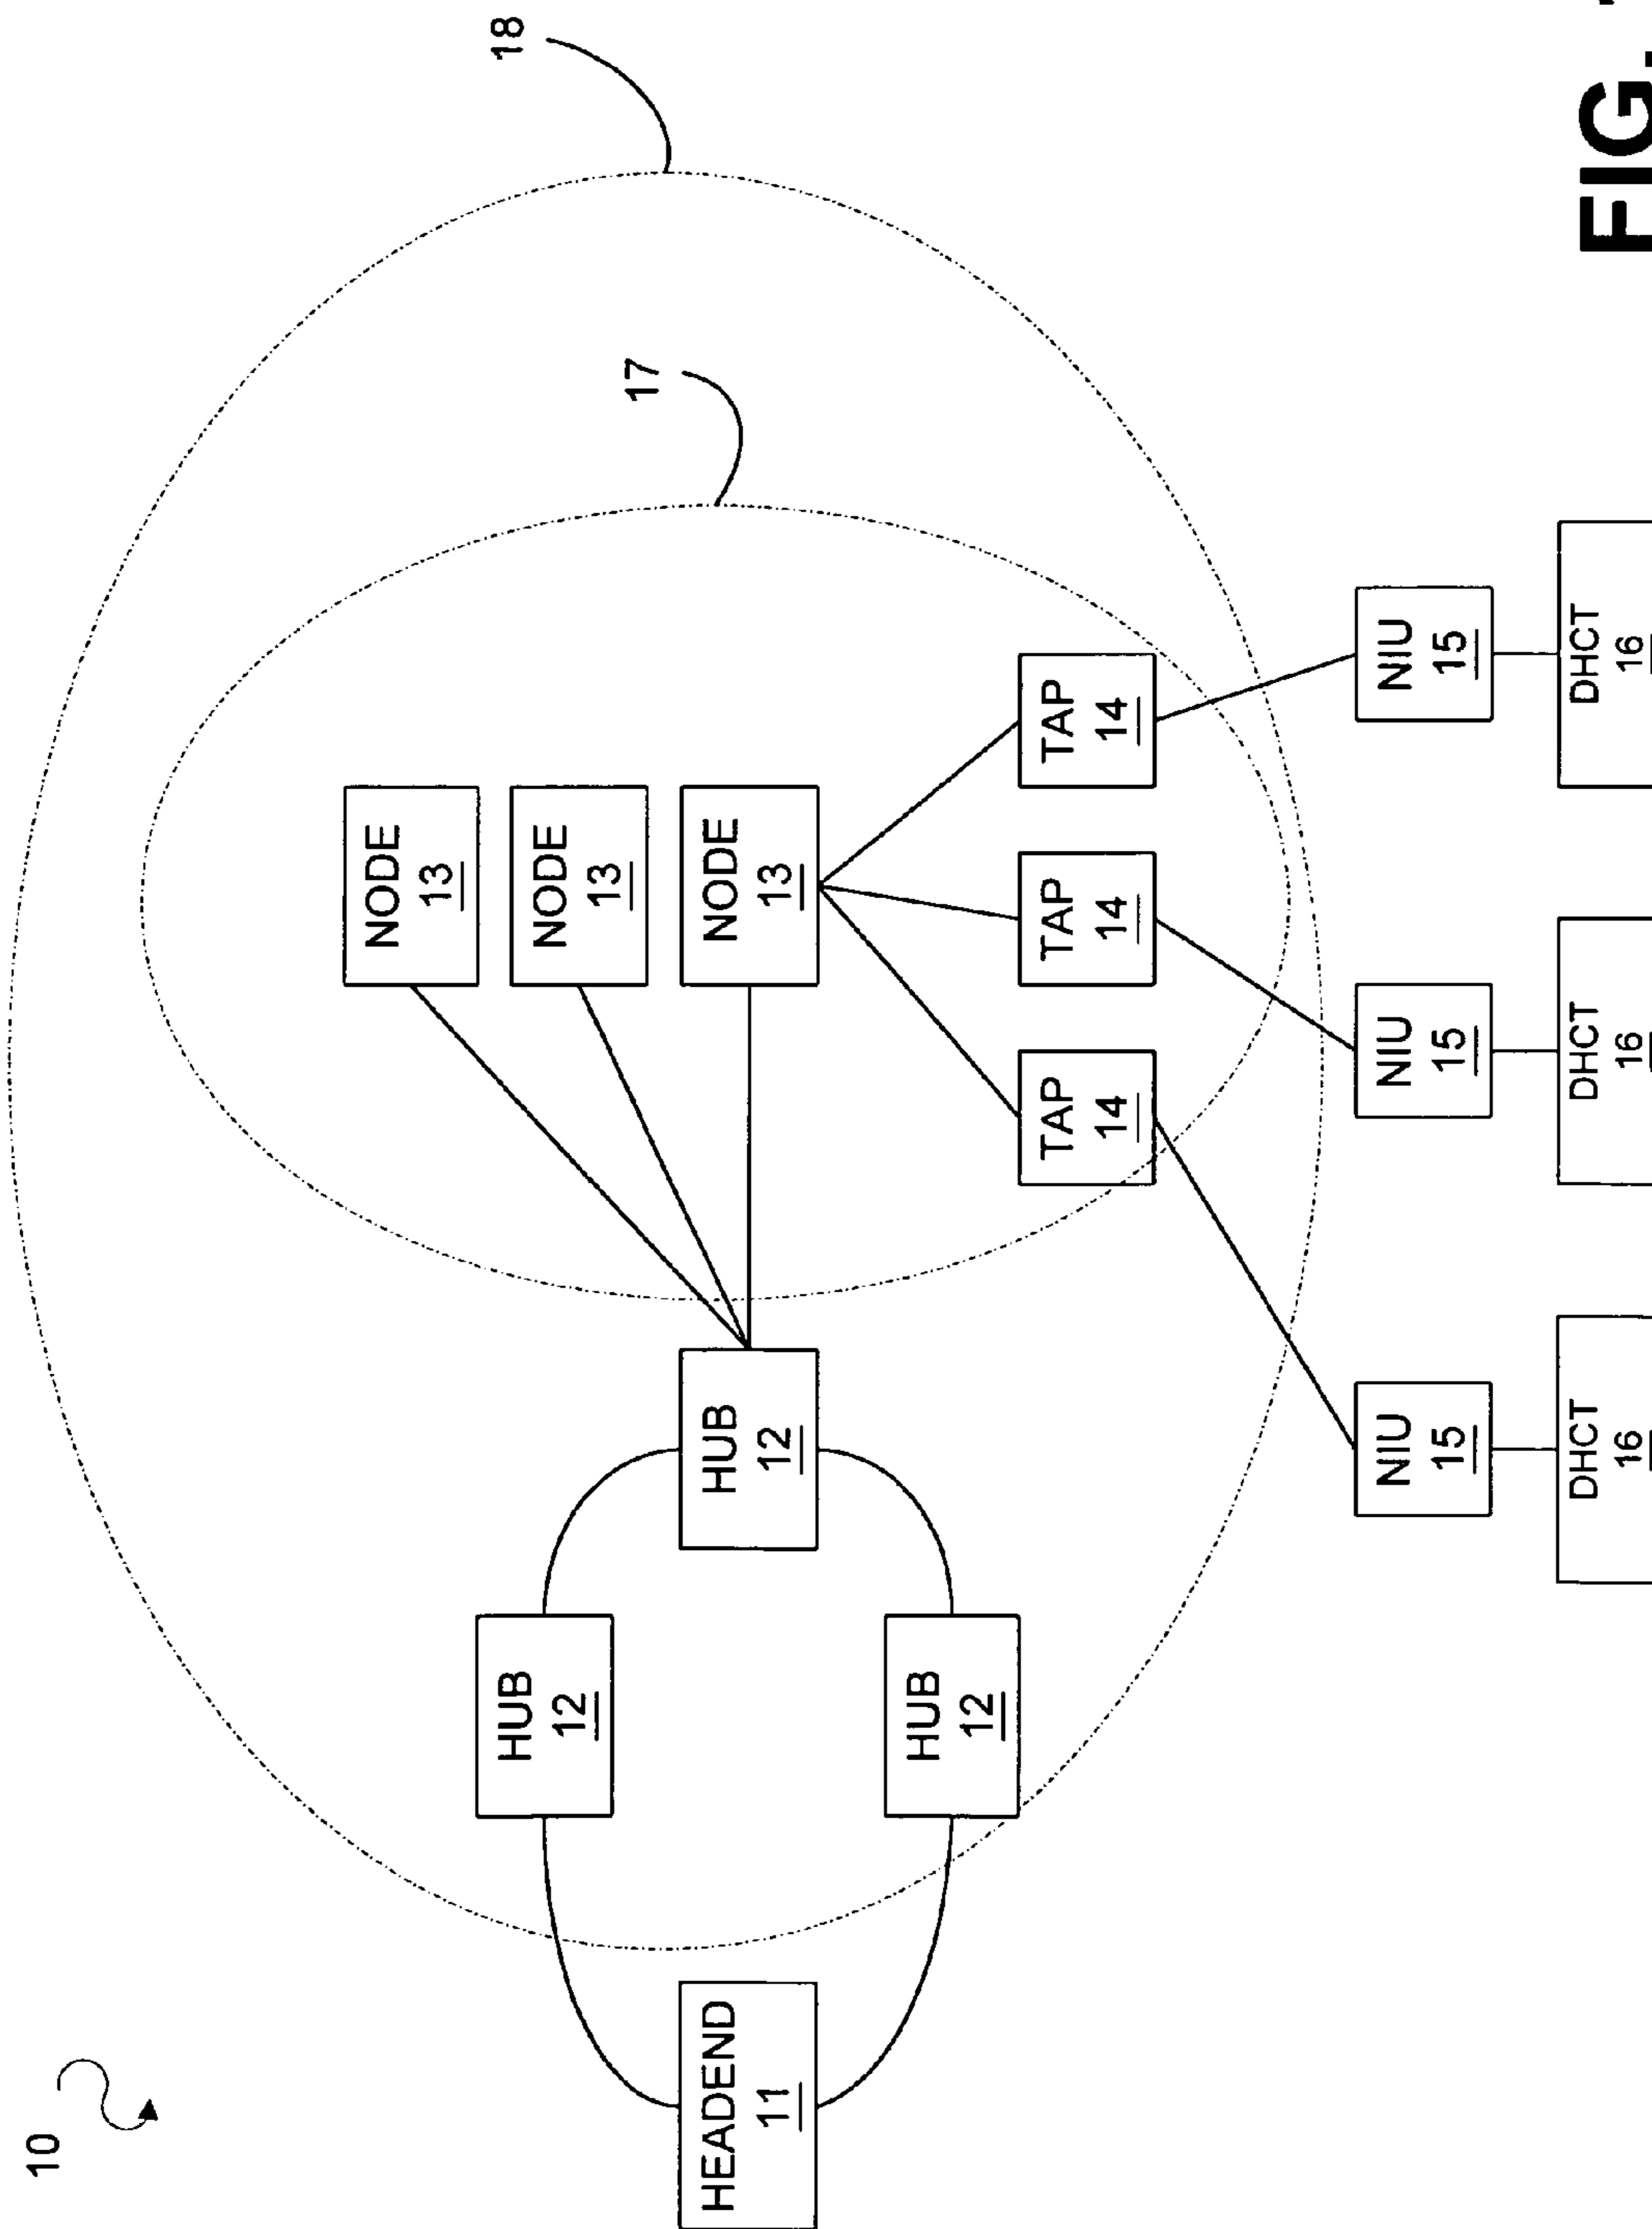 10
NODE
13
18
HUB
12
NODE
13
17
HEADEND
11
HUB
12
NODE
13
HUB
12
TAP
14
TAP
14
TAP
14
NIU
15
NIU
15
NIU
15
DHCT
16
DHCT
16
DHCT
16
FIG.